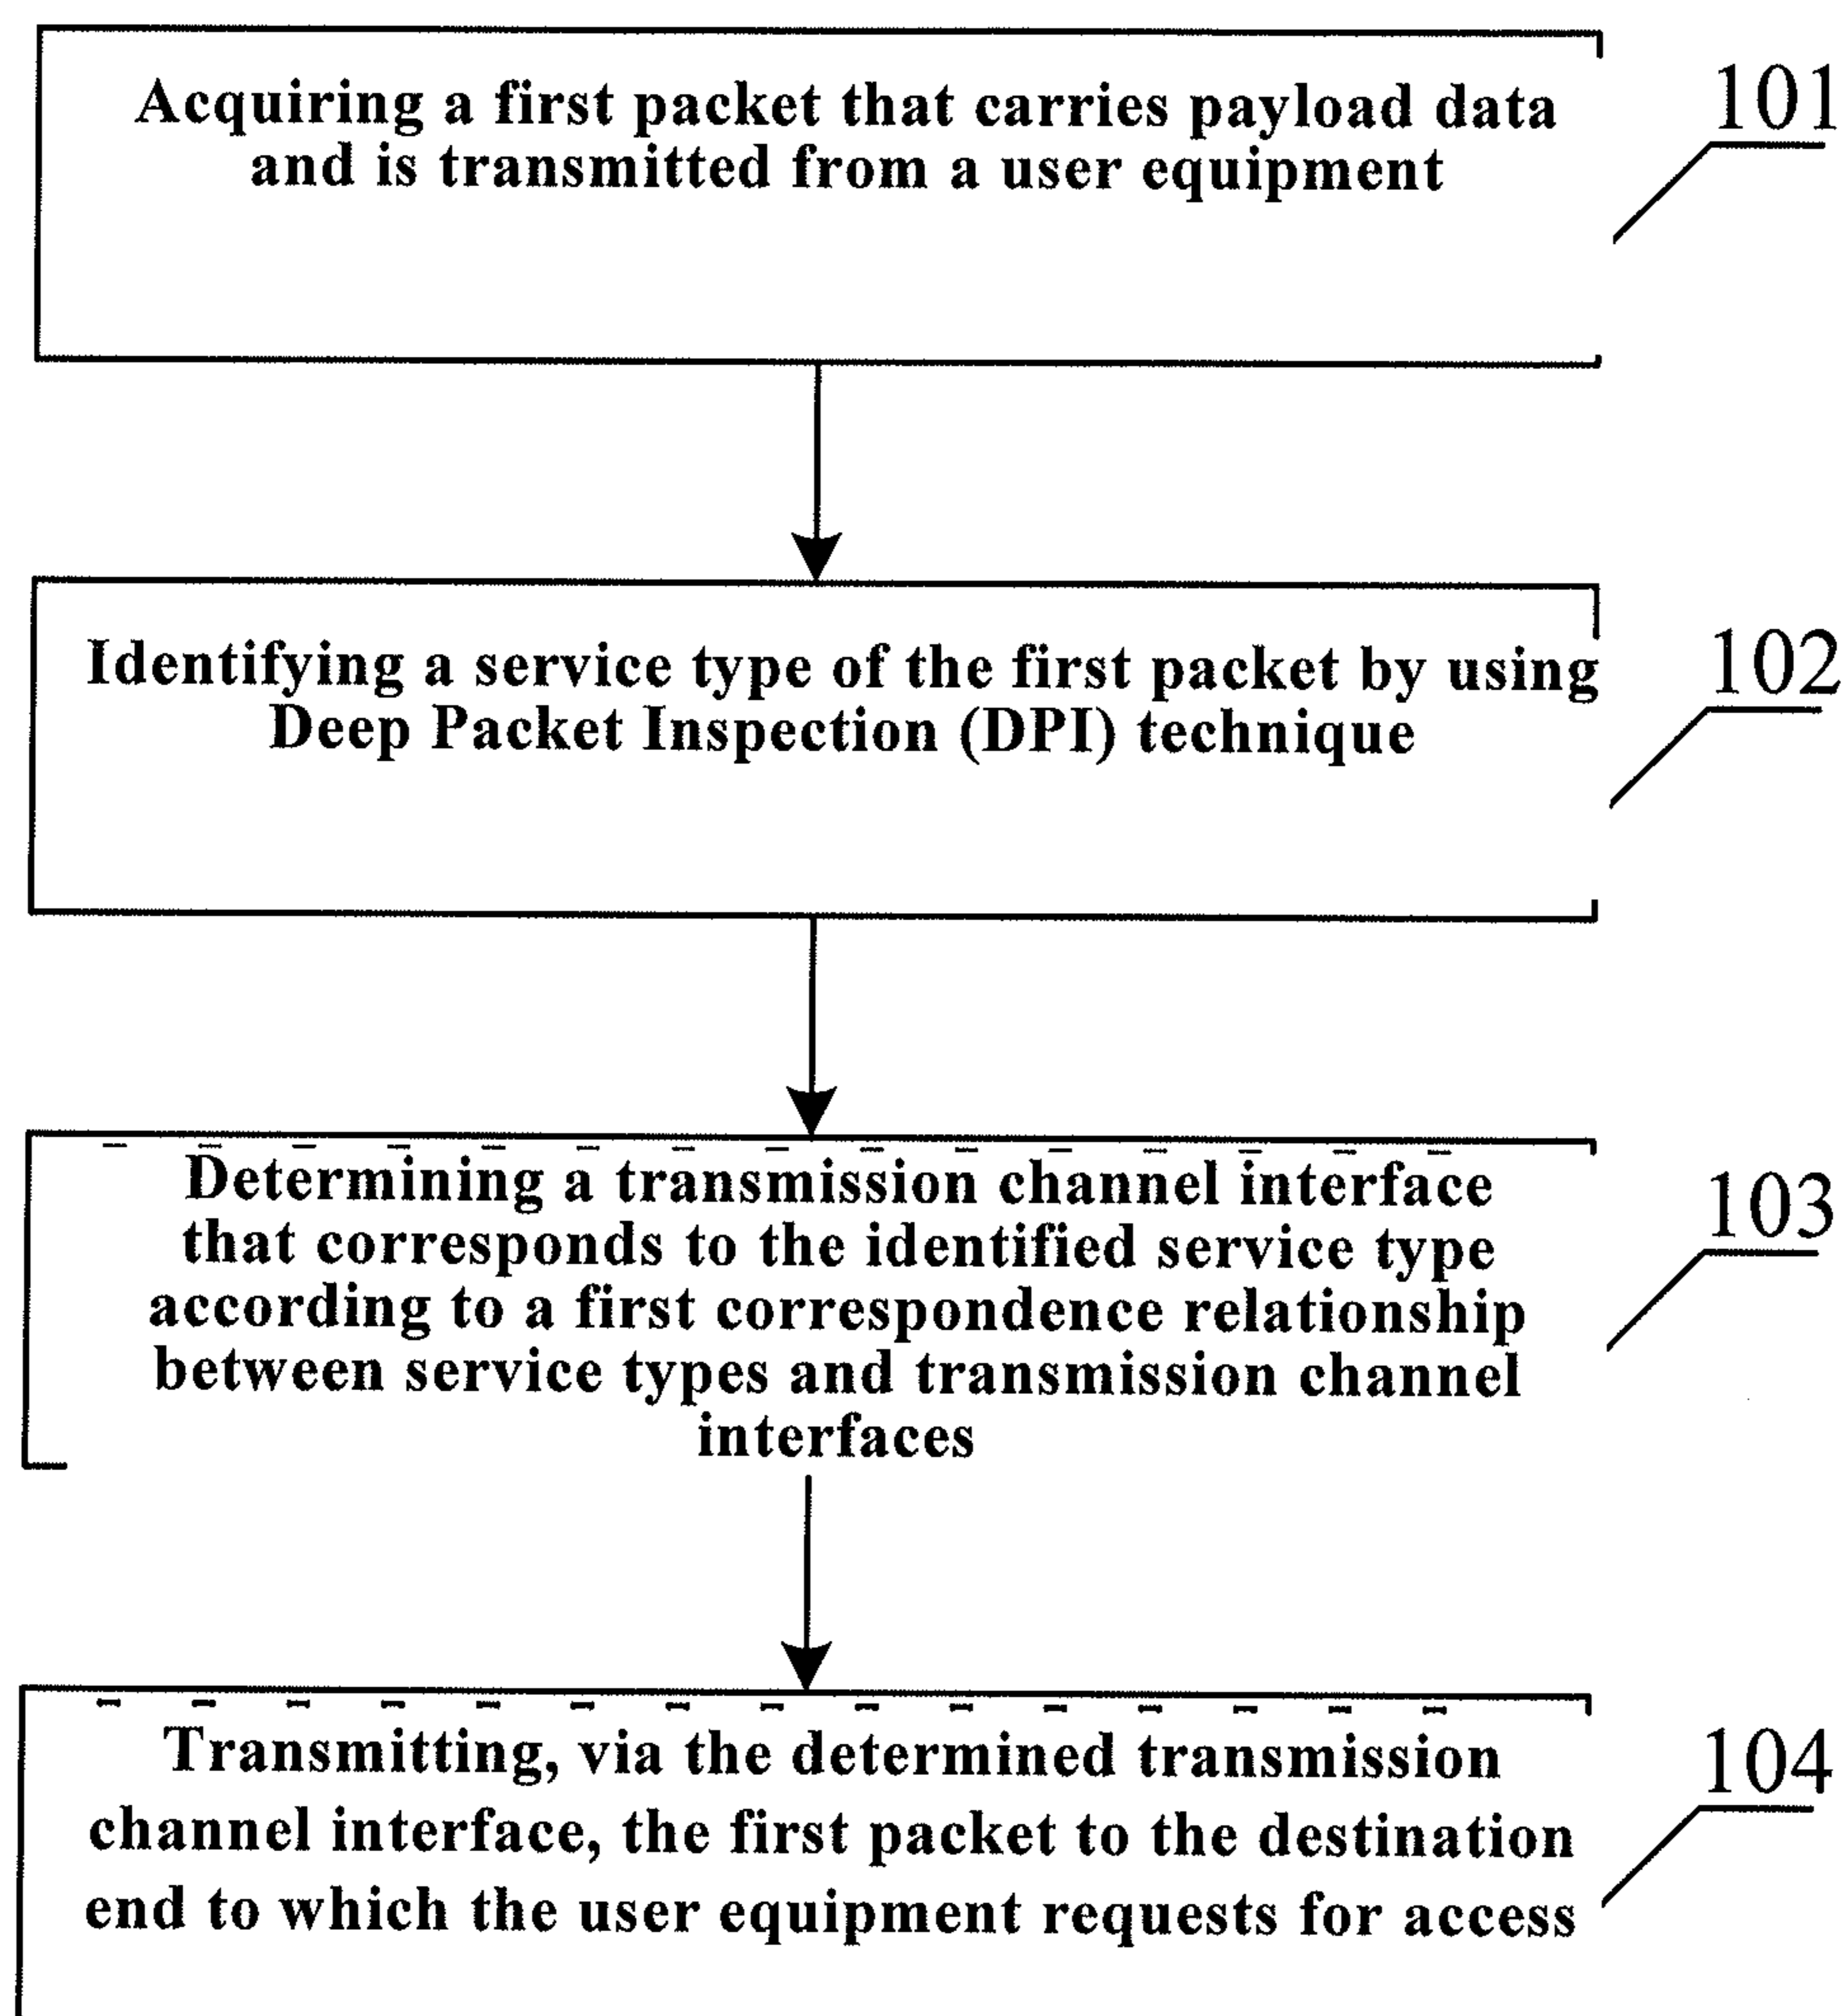 Acquiring a first packet that carries payload data
and is transmitted from a user equipment
101
Identifying a service type of the first packet by using
Deep Packet Inspection (DPI) technique
102
Determining a transmission channel interface
that corresponds to the identified service type
according to a first correspondence relationship
between service types and transmission channel
interfaces
103
Transmitting, via the determined transmission
channel interface, the first packet to the destination
end to which the user equipment requests for access
104